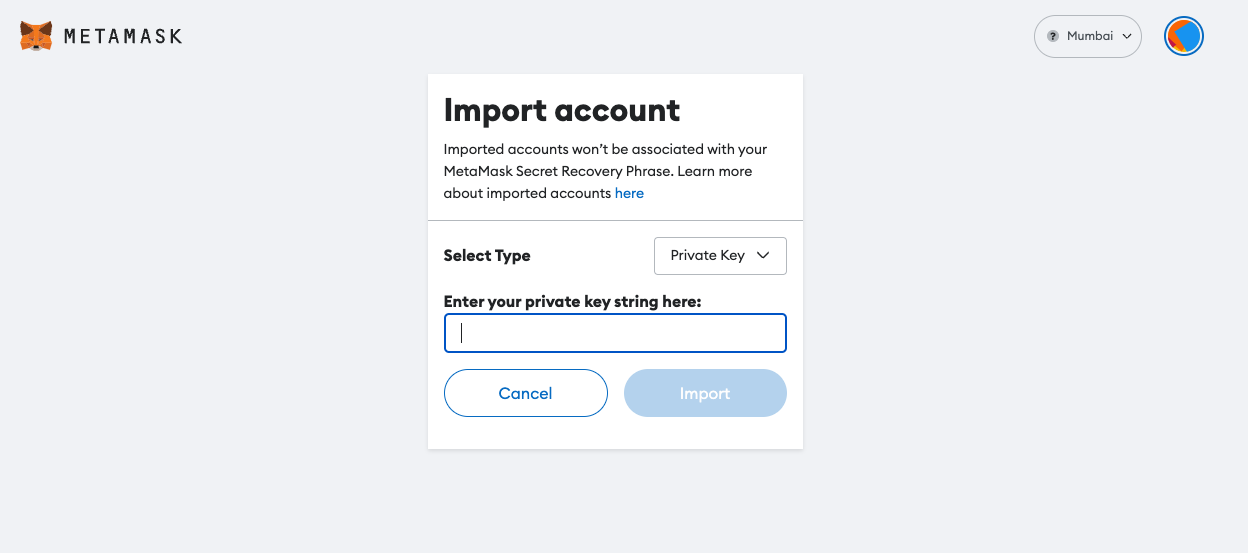 METAMASK
? Mumbai
Import account
Imported accounts won’t be associated with your
MetaMask Secret Recovery Phrase. Learn more
about imported accounts here
Select Type
Private Key
Enter your private key string here:
Cancel
Import